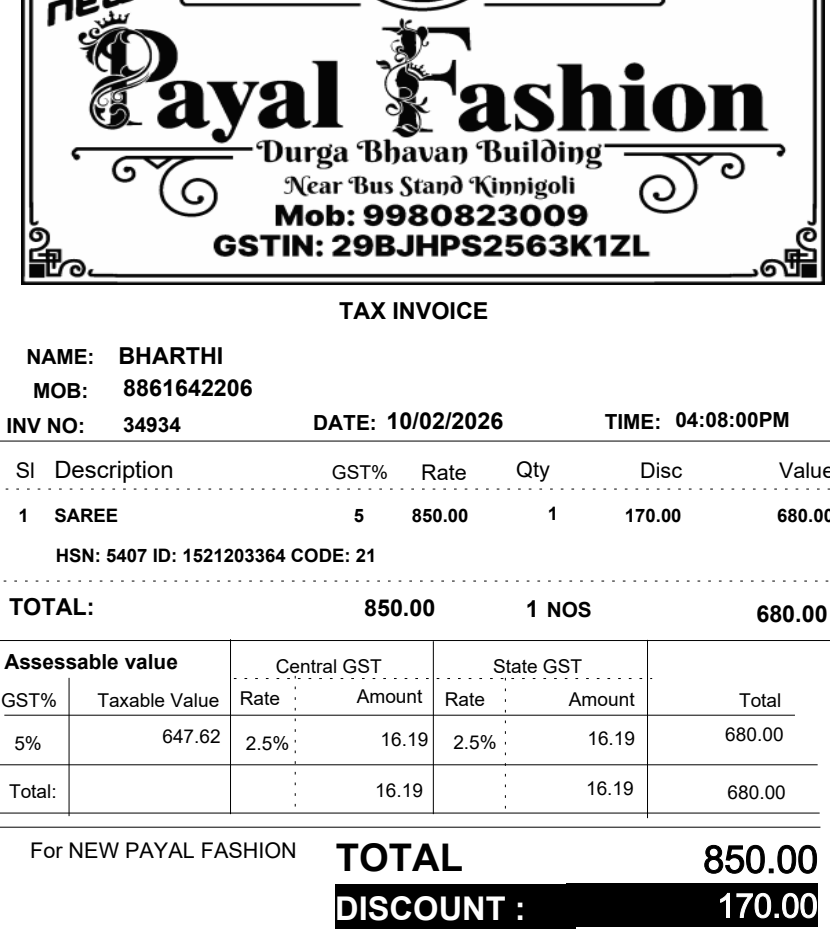 new
Payal Fashion
Durga Bhavan Building
Near Bus Stand Kinnigoli
Mob: 9980823009
GSTIN: 29BJHPS2563K1ZL
TAX INVOICE
NAME: BHARTHI
MOB: 8861642206
INV NO: 34934 DATE: 10/02/2026 TIME: 04:08:00PM
Sl Description GST% Rate Qty Disc Value
1 SAREE 5 850.00 1 170.00 680.00
HSN: 5407 ID: 1521203364 CODE: 21
TOTAL: 850.00 1 NOS 680.00
Assessable value Central GST State GST
GST% Taxable Value Rate Amount Rate Amount Total
5% 647.62 2.5% 16.19 2.5% 16.19 680.00
Total: 16.19 16.19 680.00
For NEW PAYAL FASHION TOTAL 850.00
DISCOUNT : 170.00